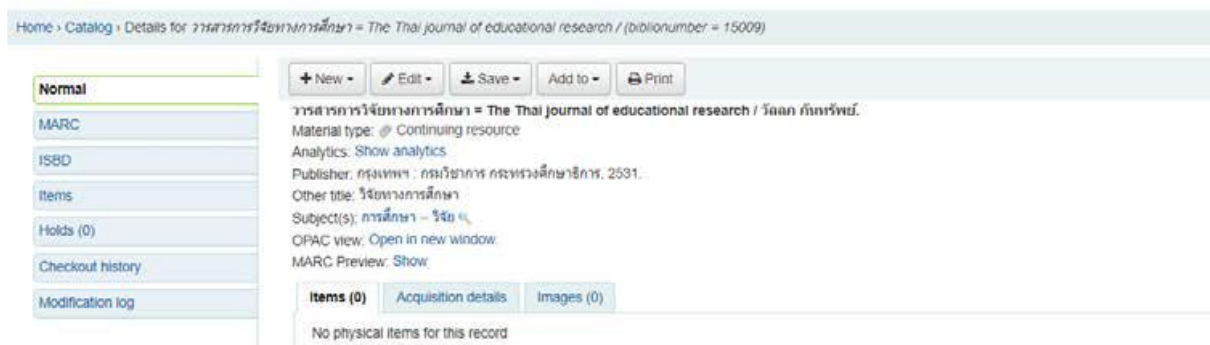 Home › Catalog › Details for วารสารการวิจัยทางการศึกษา = The Thai journal of educational research / (biblionumber = 15009)
Normal
MARC
ISBD
Items
Holds (0)
Checkout history
Modification log
New Edit Save Add to Print
วารสารการวิจัยทางการศึกษา = The Thai journal of educational research / วัลลภ กันทรัพย์.
Material type: Continuing resource
Analytics: Show analytics
Publisher: กรุงเทพฯ : กรมวิชาการ กระทรวงศึกษาธิการ, 2531.
Other title: วิจัยทางการศึกษา
Subject(s): การศึกษา -- วิจัย
OPAC view: Open in new window.
MARC Preview: Show
Items (0) Acquisition details Images (0)
No physical items for this record